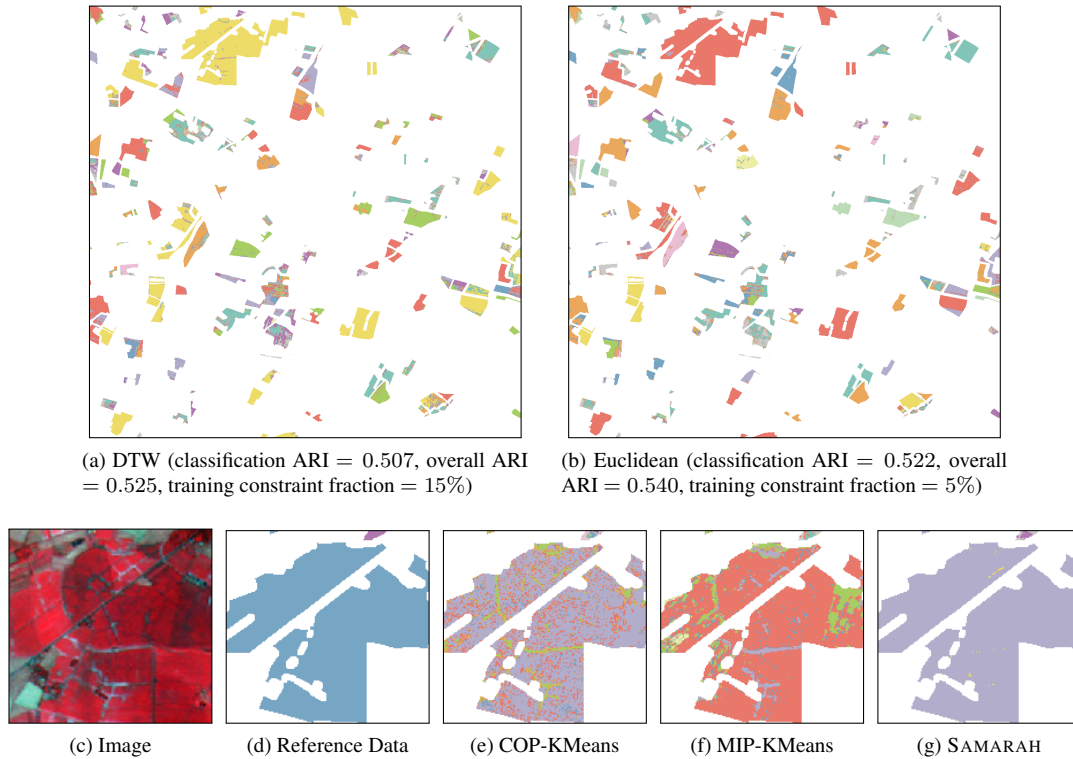 (a) DTW (classification ARI = 0.507, overall ARI
= 0.525, training constraint fraction = 15%)
(b) Euclidean (classification ARI = 0.522, overall
ARI = 0.540, training constraint fraction = 5%)
(c) Image
(d) Reference Data
(e) COP-KMeans
(f) MIP-KMeans
(g) SAMARAH